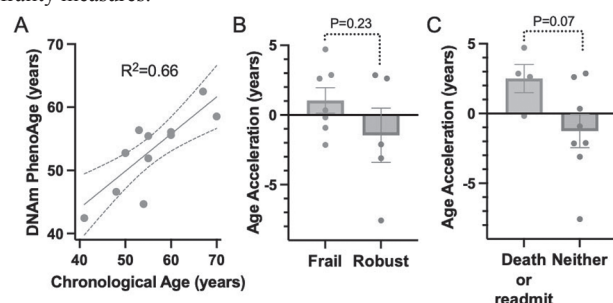 frailty measures.
A
B
C
DNAm PhenoAge (years)
70
60
50
40
R²=0.66
40 50 60 70
Chronological Age (years)
P=0.23
Age Acceleration (years)
5
0
-5
Frail Robust
P=0.07
Age Acceleration (years)
5
0
-5
Death Neither
or
readmit